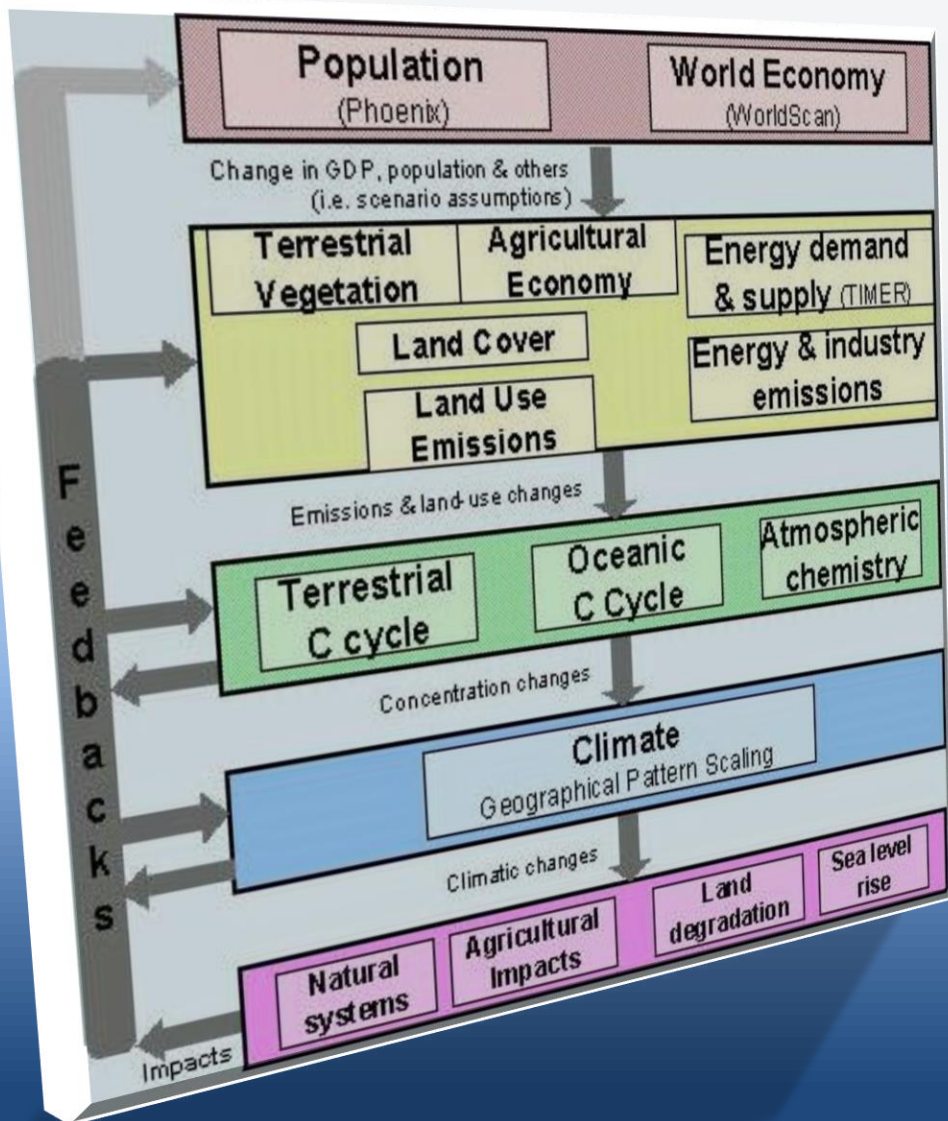 Population
(Phoenix)
World Economy
(WorldScan)
Change in GDP, population & others
(i.e. scenario assumptions)
Terrestrial
Vegetation
Agricultural
Economy
Energy demand
& supply (TIMER)
Land Cover
Energy & industry
emissions
Land Use
Emissions
Emissions & land-use changes
Terrestrial
C cycle
Oceanic
C Cycle
Atmospheric
chemistry
Concentration changes
Climate
Geographical Pattern Scaling
Climatic changes
Natural
systems
Agricultural
Impacts
Land
degradation
Sea level
rise
Impacts
Feedbacks